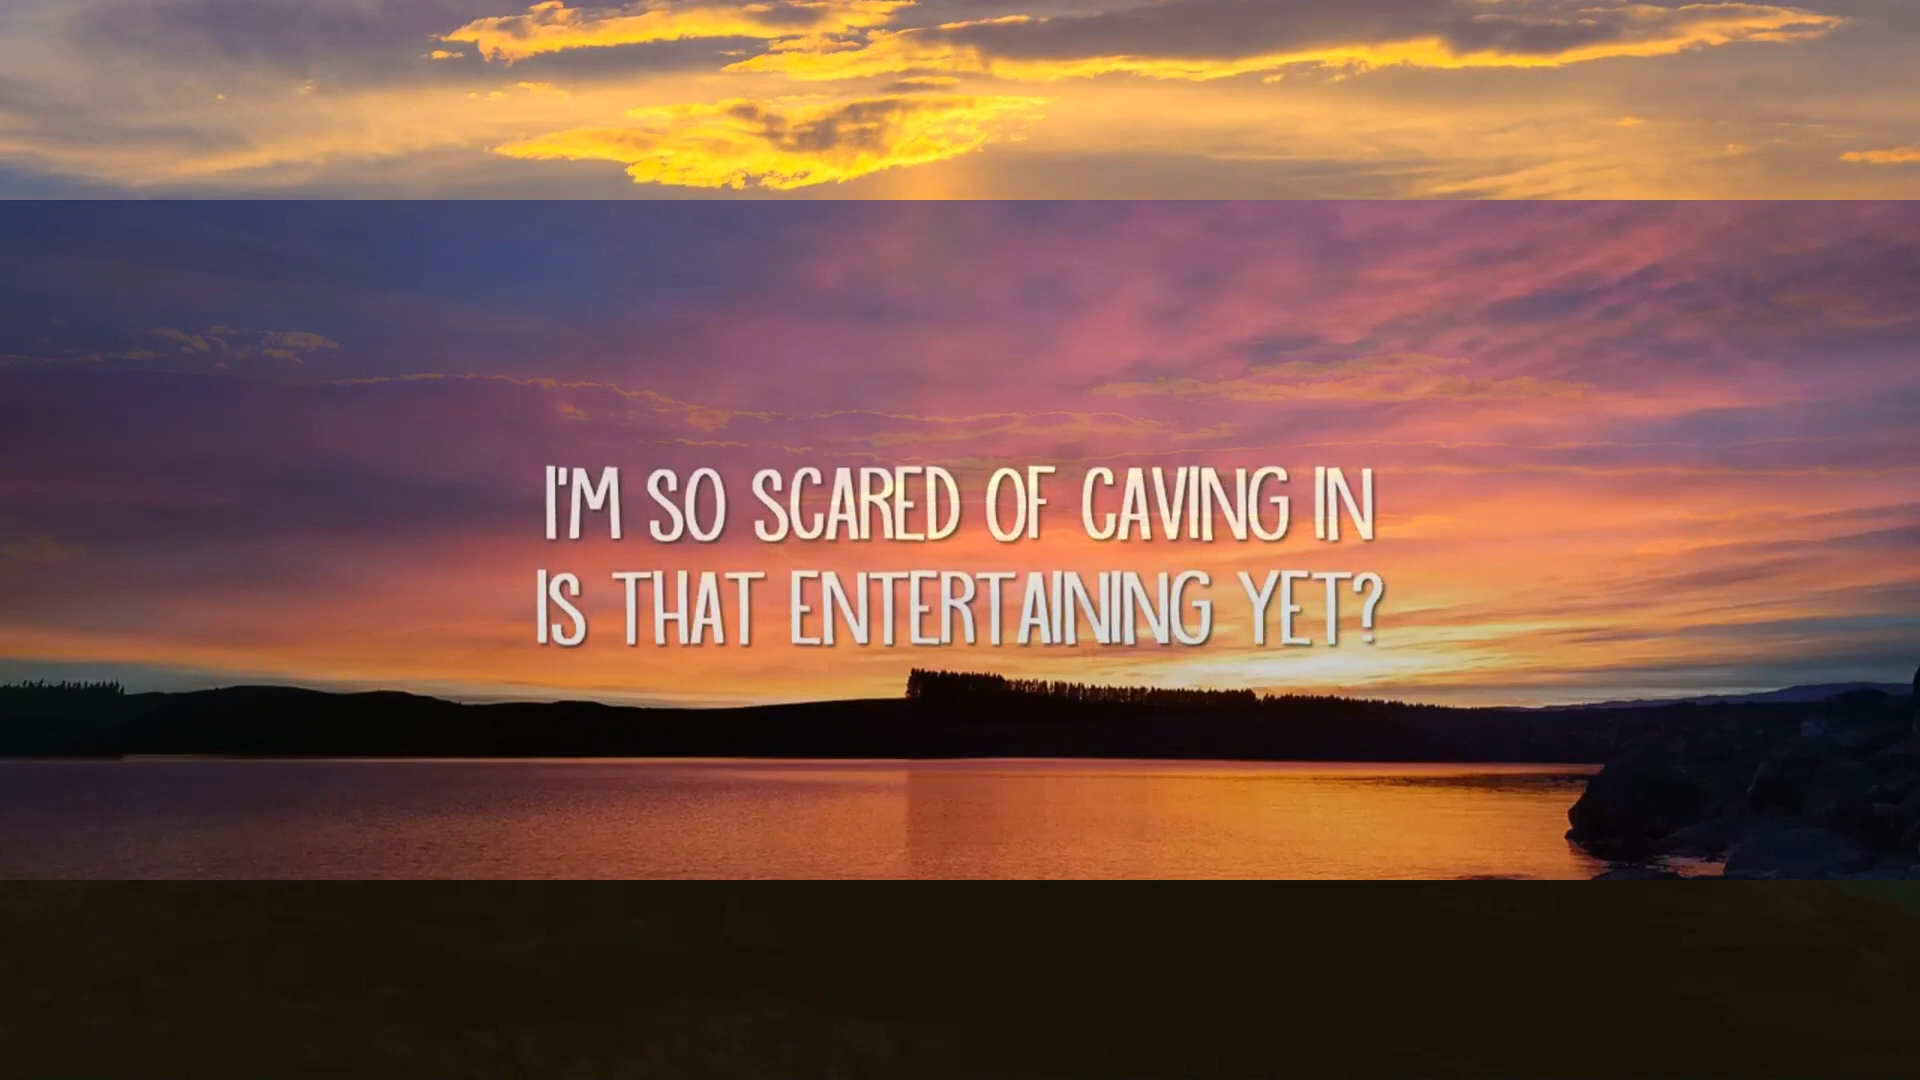 I'M SO SCARED OF CAVING IN
IS THAT ENTERTAINING YET?